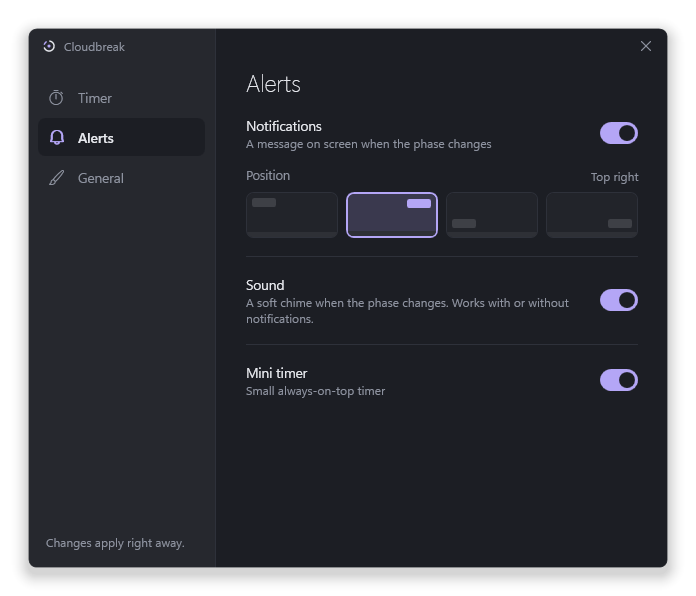 Cloudbreak
Timer
Alerts
General
Changes apply right away.
Alerts
Notifications
A message on screen when the phase changes
Position
Top right
Sound
A soft chime when the phase changes. Works with or without
notifications.
Mini timer
Small always-on-top timer